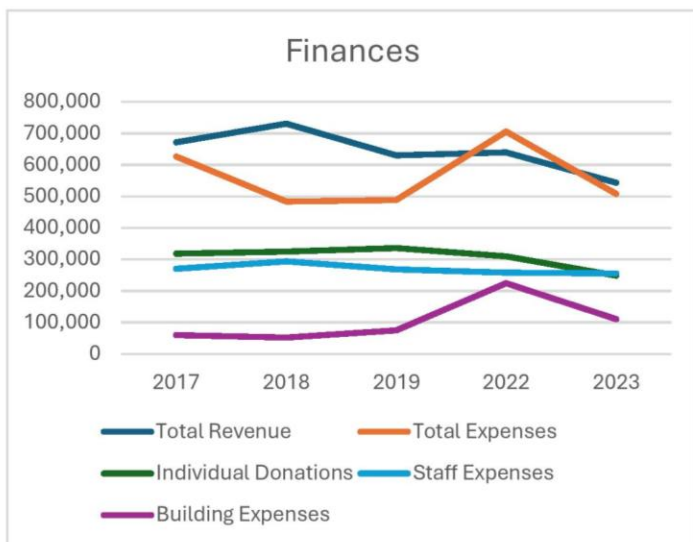 Finances
800,000
700,000
600,000
500,000
400,000
300,000
200,000
100,000
0
2017 2018 2019 2022 2023
Total Revenue Total Expenses
Individual Donations Staff Expenses
Building Expenses